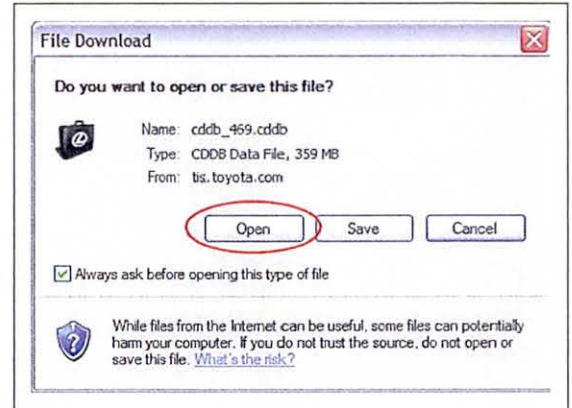 File Download
Do you want to open or save this file?
Name: cddb_469.cddb
Type: CDDB Data File, 359 MB
From: tis.toyota.com
Open Save Cancel
Always ask before opening this type of file
While files from the Internet can be useful, some files can potentially
harm your computer. If you do not trust the source, do not open or
save this file. What's the risk?